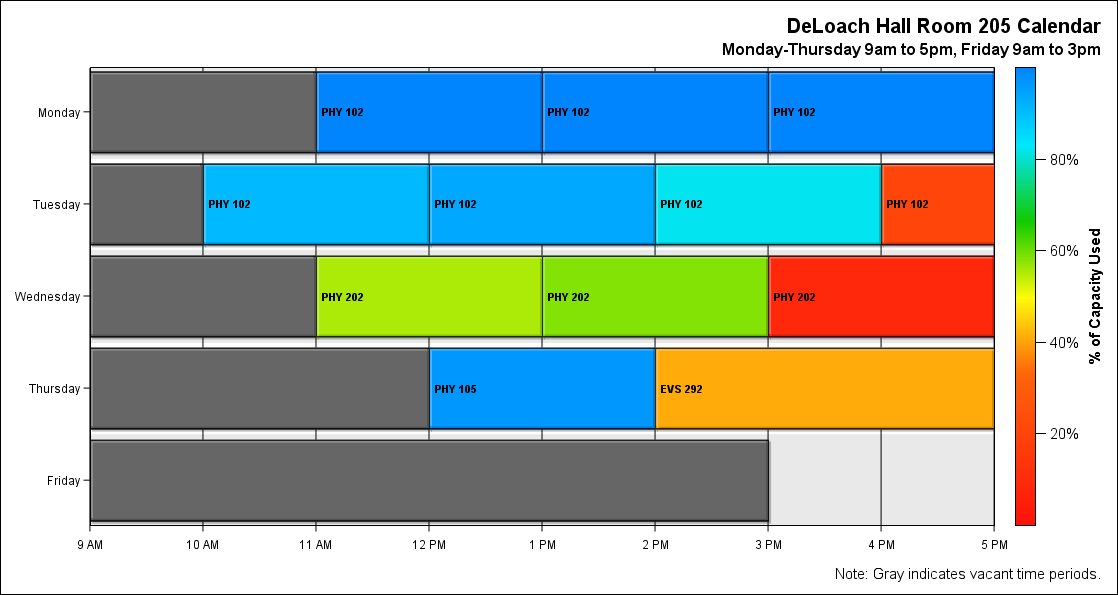 DeLoach Hall Room 205 Calendar
Monday-Thursday 9am to 5pm, Friday 9am to 3pm
Monday
PHY 102 PHY 102 PHY 102
Tuesday
PHY 102 PHY 102 PHY 102 PHY 102
Wednesday
PHY 202 PHY 202 PHY 202
Thursday
PHY 105 EVS 292
Friday
9 AM 10 AM 11 AM 12 PM 1 PM 2 PM 3 PM 4 PM 5 PM
80%
60%
40%
20%
% of Capacity Used
Note: Gray indicates vacant time periods.